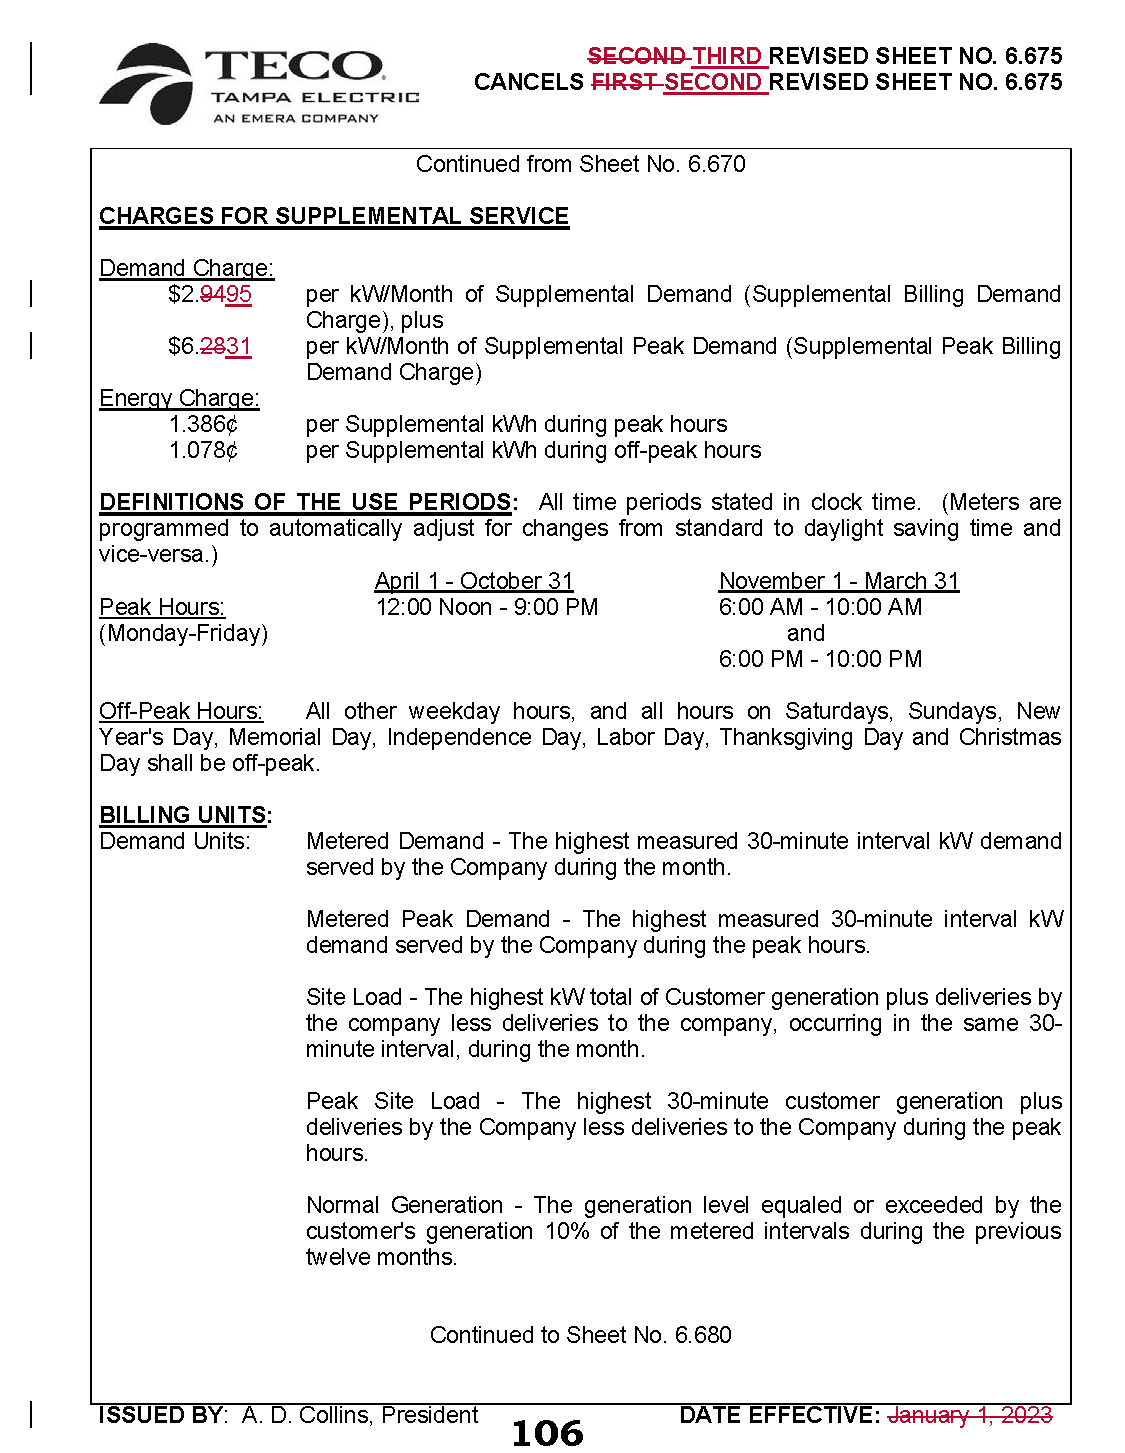 TECO
TAMPA ELECTRIC
AN EMERA COMPANY
SECOND THIRD REVISED SHEET NO. 6.675
CANCELS FIRST SECOND REVISED SHEET NO. 6.675
Continued from Sheet No. 6.670
CHARGES FOR SUPPLEMENTAL SERVICE
Demand Charge:
$2.9495 per kW/Month of Supplemental Demand (Supplemental Billing Demand
Charge), plus
$6.2831 per kW/Month of Supplemental Peak Demand (Supplemental Peak Billing
Demand Charge)
Energy Charge:
1.386¢ per Supplemental kWh during peak hours
1.078¢ per Supplemental kWh during off-peak hours
DEFINITIONS OF THE USE PERIODS: All time periods stated in clock time. (Meters are
programmed to automatically adjust for changes from standard to daylight saving time and
vice-versa.)
April 1 - October 31 November 1 - March 31
Peak Hours: 12:00 Noon - 9:00 PM 6:00 AM - 10:00 AM
(Monday-Friday) and
6:00 PM - 10:00 PM
Off-Peak Hours: All other weekday hours, and all hours on Saturdays, Sundays, New
Year's Day, Memorial Day, Independence Day, Labor Day, Thanksgiving Day and Christmas
Day shall be off-peak.
BILLING UNITS:
Demand Units: Metered Demand - The highest measured 30-minute interval kW demand
served by the Company during the month.
Metered Peak Demand - The highest measured 30-minute interval kW
demand served by the Company during the peak hours.
Site Load - The highest kW total of Customer generation plus deliveries by
the company less deliveries to the company, occurring in the same 30-
minute interval, during the month.
Peak Site Load - The highest 30-minute customer generation plus
deliveries by the Company less deliveries to the Company during the peak
hours.
Normal Generation - The generation level equaled or exceeded by the
customer's generation 10% of the metered intervals during the previous
twelve months.
Continued to Sheet No. 6.680
ISSUED BY: A. D. Collins, President DATE EFFECTIVE: January 1, 2023
106